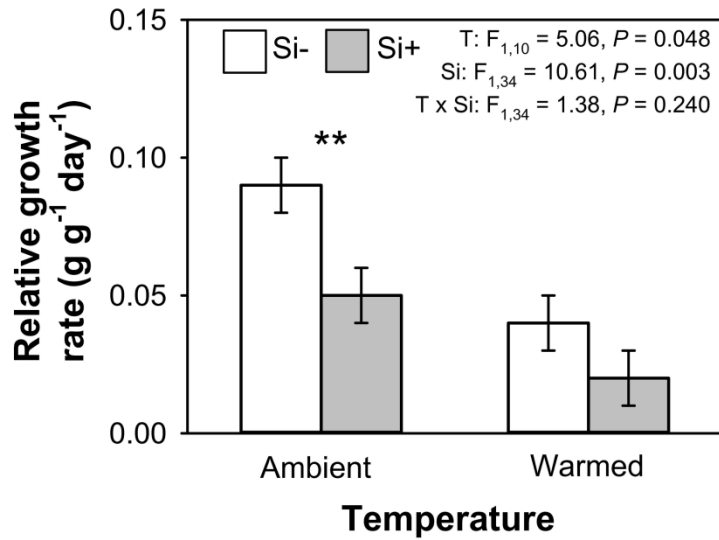 Si- Si+
T: F1,10 = 5.06, P = 0.048
Si: F1,34 = 10.61, P = 0.003
T x Si: F1,34 = 1.38, P = 0.240
**
Relative growth
rate (g g-1 day-1)
0.15
0.10
0.05
0.00
Ambient Warmed
Temperature